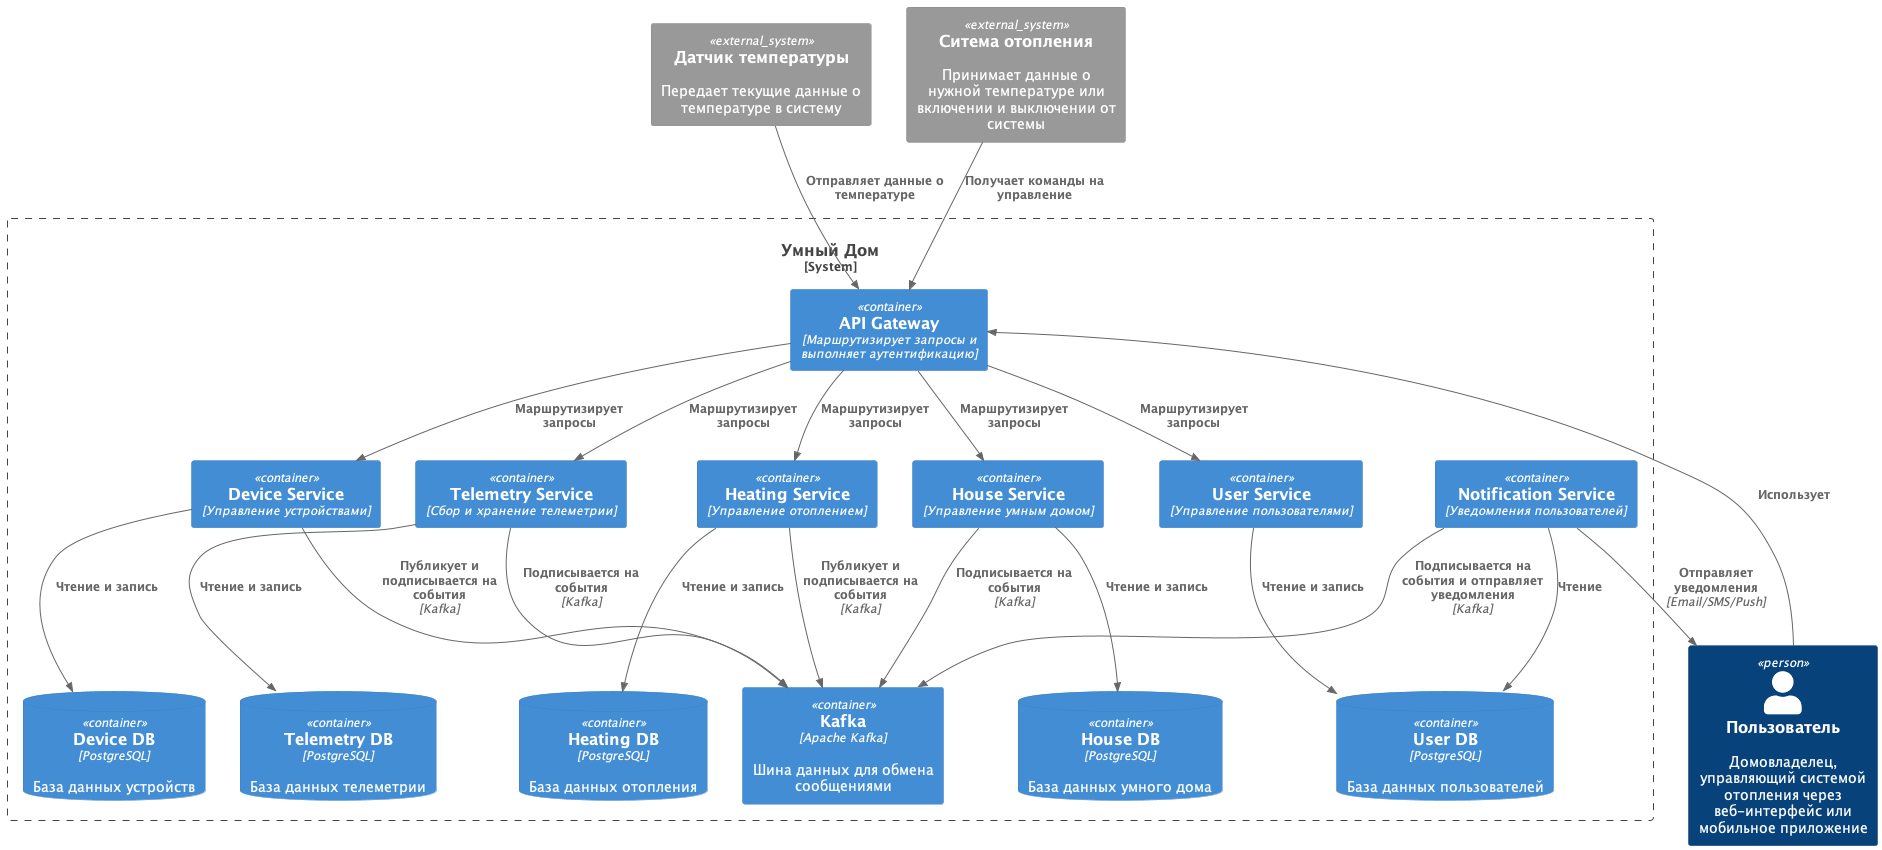 «external_system»
Датчик температуры
Передает текущие данные о
температуре в систему
«external_system»
Ситема отопления
Принимает данные о
нужной температуре или
включении и выключении от
системы
Отправляет данные о
температуре
Получает команды на
управление
Умный Дом
[System]
«container»
API Gateway
[Маршрутизирует запросы и
выполняет аутентификацию]
Маршрутизирует
запросы
Маршрутизирует
запросы
Маршрутизирует
запросы
Маршрутизирует
запросы
Маршрутизирует
запросы
«container»
Device Service
[Управление устройствами]
«container»
Telemetry Service
[Сбор и хранение телеметрии]
«container»
Heating Service
[Управление отоплением]
«container»
House Service
[Управление умным домом]
«container»
User Service
[Управление пользователями]
«container»
Notification Service
[Уведомления пользователей]
Использует
Чтение и запись
Чтение и запись
Публикует и
подписывается на
события
[Kafka]
Подписывается на
события
[Kafka]
Чтение и запись
Публикует и
подписывается на
события
[Kafka]
Подписывается на
события
[Kafka]
Чтение и запись
Чтение и запись
Подписывается на
события и отправляет
уведомления
[Kafka]
Чтение
Отправляет
уведомления
[Email/SMS/Push]
«container»
Device DB
[PostgreSQL]
База данных устройств
«container»
Telemetry DB
[PostgreSQL]
База данных телеметрии
«container»
Heating DB
[PostgreSQL]
База данных отопления
«container»
Kafka
[Apache Kafka]
Шина данных для обмена
сообщениями
«container»
House DB
[PostgreSQL]
База данных умного дома
«container»
User DB
[PostgreSQL]
База данных пользователей
«person»
Пользователь
Домовладелец,
управляющий системой
отопления через
веб-интерфейс или
мобильное приложение